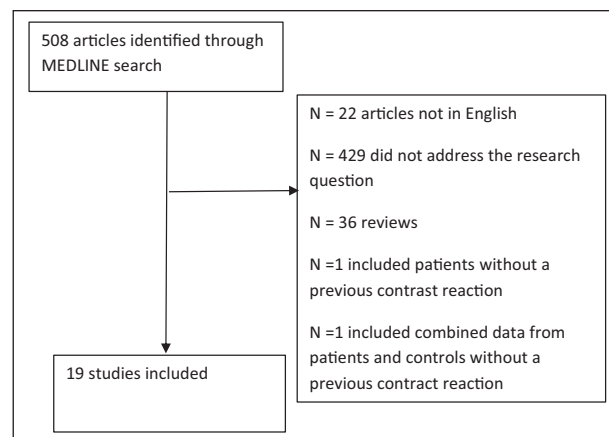 508 articles identified through
MEDLINE search
N = 22 articles not in English
N = 429 did not address the research
question
N = 36 reviews
N =1 included patients without a
previous contrast reaction
N =1 included combined data from
patients and controls without a
previous contract reaction
19 studies included